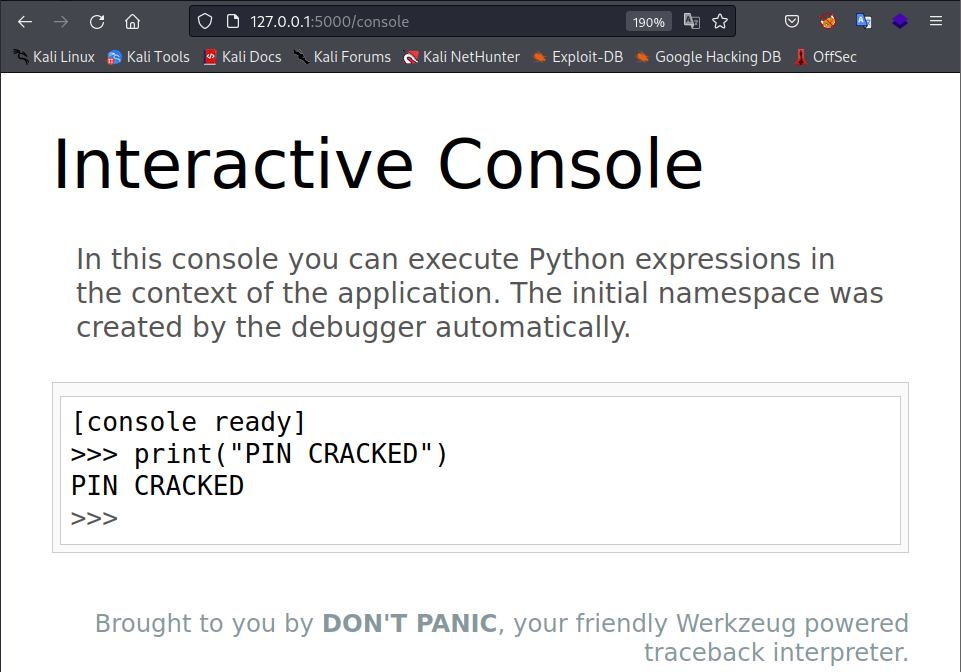 127.0.0.1:5000/console
190%
Kali Linux Kali Tools Kali Docs Kali Forums Kali NetHunter Exploit-DB Google Hacking DB OffSec
Interactive Console
In this console you can execute Python expressions in
the context of the application. The initial namespace was
created by the debugger automatically.
[console ready]
>>> print("PIN CRACKED")
PIN CRACKED
>>>
Brought to you by DON'T PANIC, your friendly Werkzeug powered
traceback interpreter.